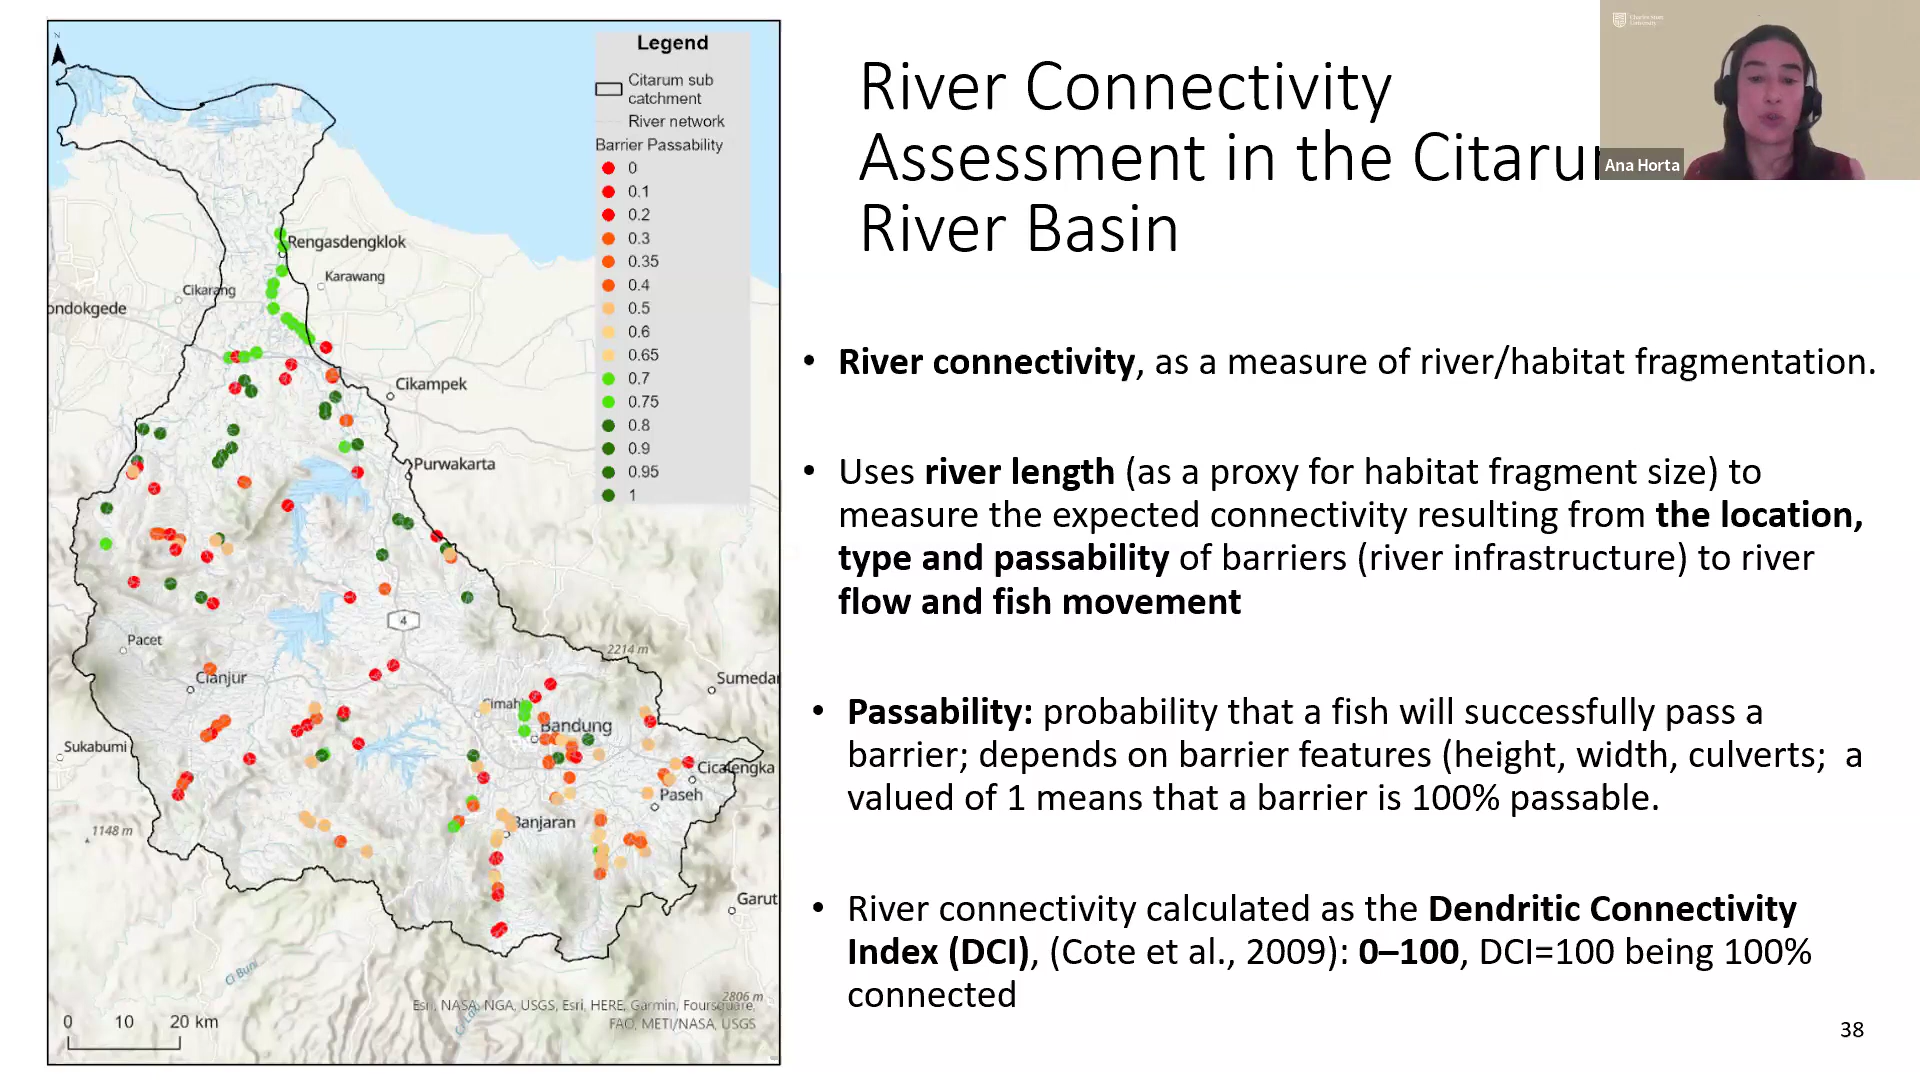 River Connectivity
Assessment in the Citaru
River Basin
Charles Sturt
University
Ana Horta
• River connectivity, as a measure of river/habitat fragmentation.
• Uses river length (as a proxy for habitat fragment size) to
measure the expected connectivity resulting from the location,
type and passability of barriers (river infrastructure) to river
flow and fish movement
• Passability: probability that a fish will successfully pass a
barrier; depends on barrier features (height, width, culverts;  a
valued of 1 means that a barrier is 100% passable.
• River connectivity calculated as the Dendritic Connectivity
Index (DCI), (Cote et al., 2009): 0–100, DCI=100 being 100%
connected
38
N
Legend
Citarum sub
catchment
River network
Barrier Passability
0
0.1
0.2
0.3
0.35
0.4
0.5
0.6
0.65
0.7
0.75
0.8
0.9
0.95
1
Rengasdengklok
Karawang
Cikarang
ondokgede
Cikampek
Purwakarta
4
Pacet
2214 m
Cianjur
Sumedan
Cimahi
Bandung
Sukabumi
Cicalengka
Paseh
Banjaran
1148 m
Garut
Ci Buni
2806 m
Esri, NASA, NGA, USGS, Esri, HERE, Garmin, Foursquare,
FAO, METI/NASA, USGS
0 10 20 km